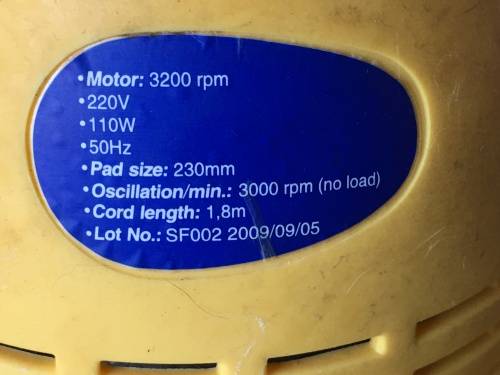 •Motor: 3200 rpm
•220V
•110W
•50Hz
•Pad size: 230mm
•Oscillation/min.: 3000 rpm (no load)
•Cord length: 1,8m
•Lot No.: SF002 2009/09/05